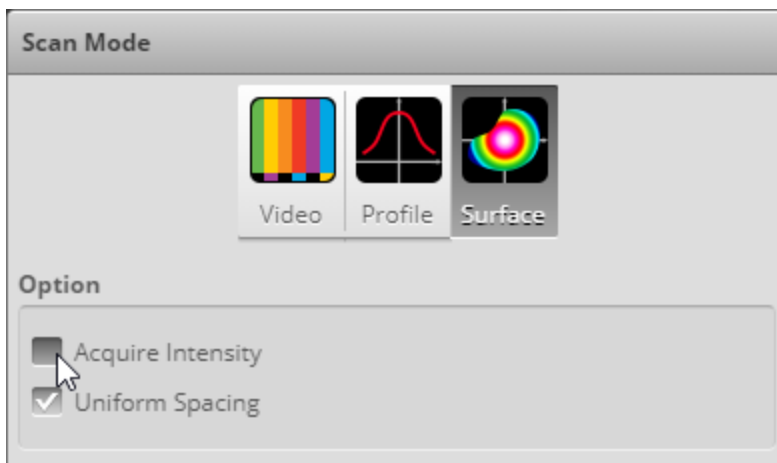 Scan Mode
Video Profile Surface
Option
Acquire Intensity
Uniform Spacing